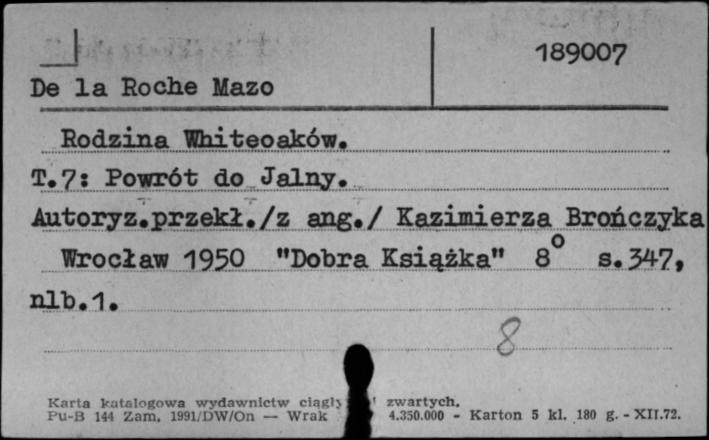 189007
De la Roche Mazo
Rodzina Whiteoaków.
T.7: Powrót do Jalny.
Autoryz.przekł./z ang./ Kazimierza Brończyka
Wrocław 1950 "Dobra Książka" 8° s.347,
nlb.1.
8
Karta katalogowa wydawnictw ciągły zwartych.
Pu-B 144 Zam. 1991/DW/On — Wrak 4.350.000 - Karton 5 kl. 180 g. - XII.72.